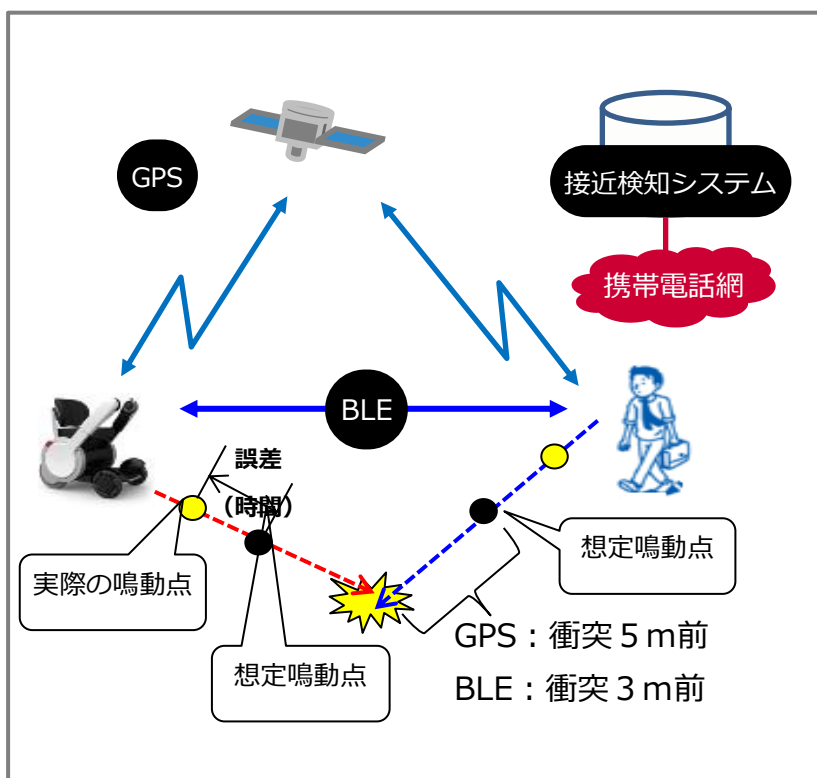 GPS
接近検知システム
携帯電話網
BLE
誤差
（時間）
実際の鳴動点
想定鳴動点
想定鳴動点
GPS：衝突５ｍ前
BLE：衝突３ｍ前